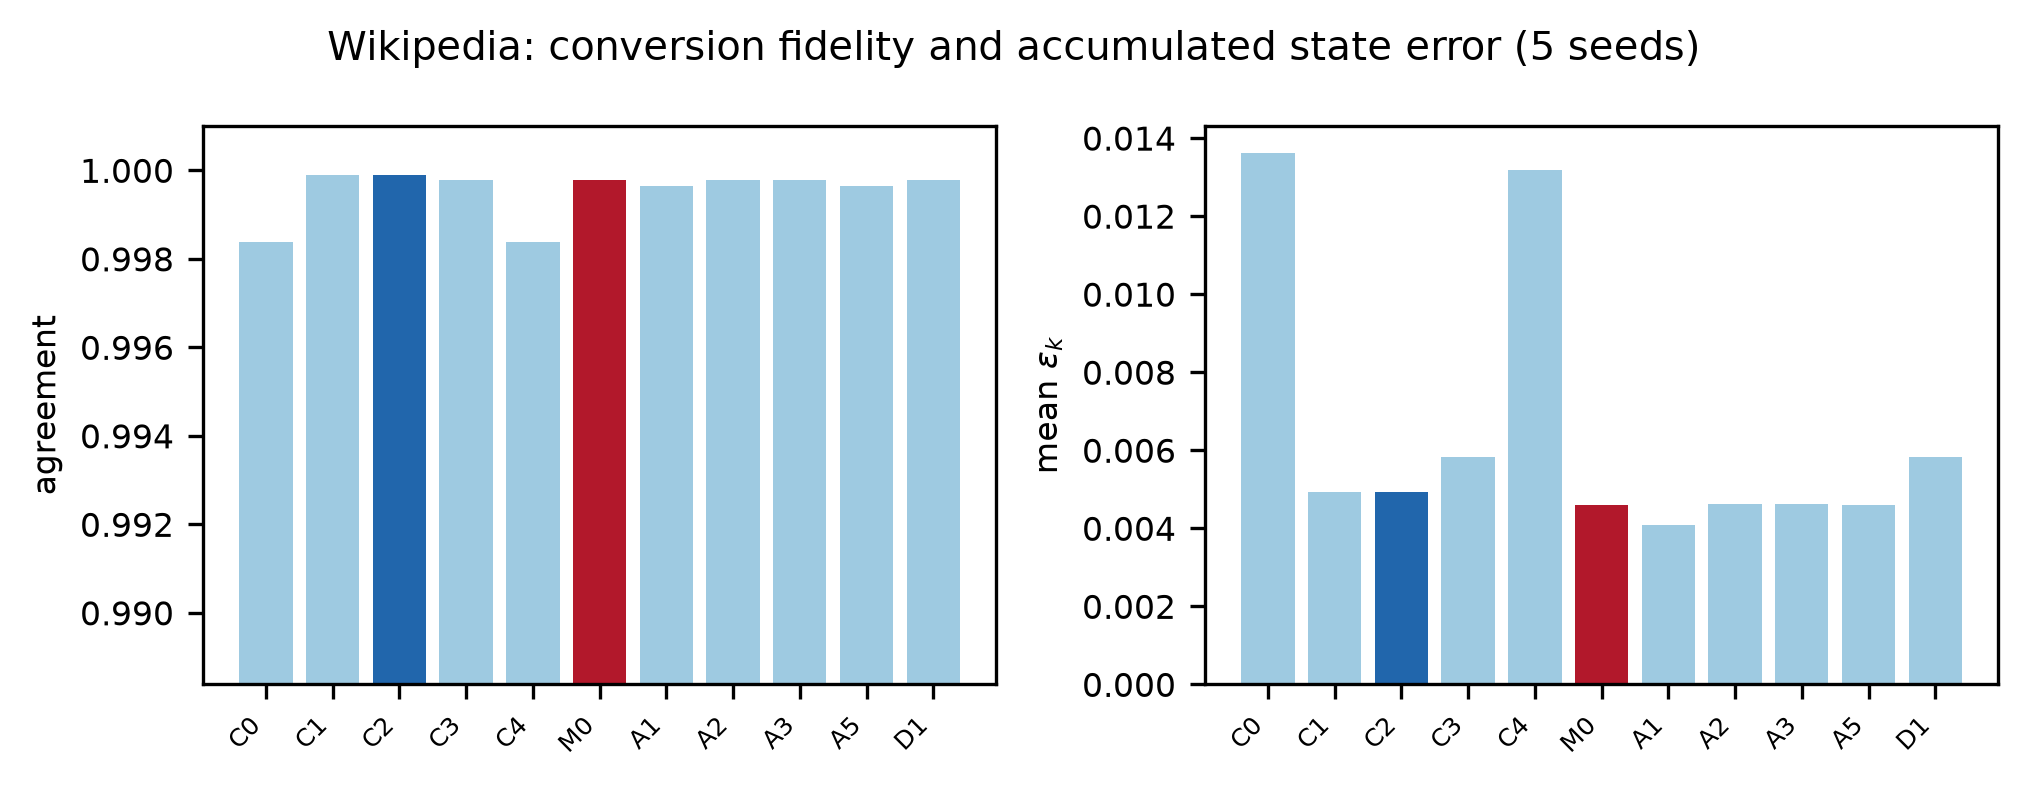 Wikipedia: conversion fidelity and accumulated state error (5 seeds)
agreement
1.000
0.998
0.996
0.994
0.992
0.990
C0 C1 C2 C3 C4 M0 A1 A2 A3 A5 D1
mean ε_k
0.014
0.012
0.010
0.008
0.006
0.004
0.002
0.000
C0 C1 C2 C3 C4 M0 A1 A2 A3 A5 D1